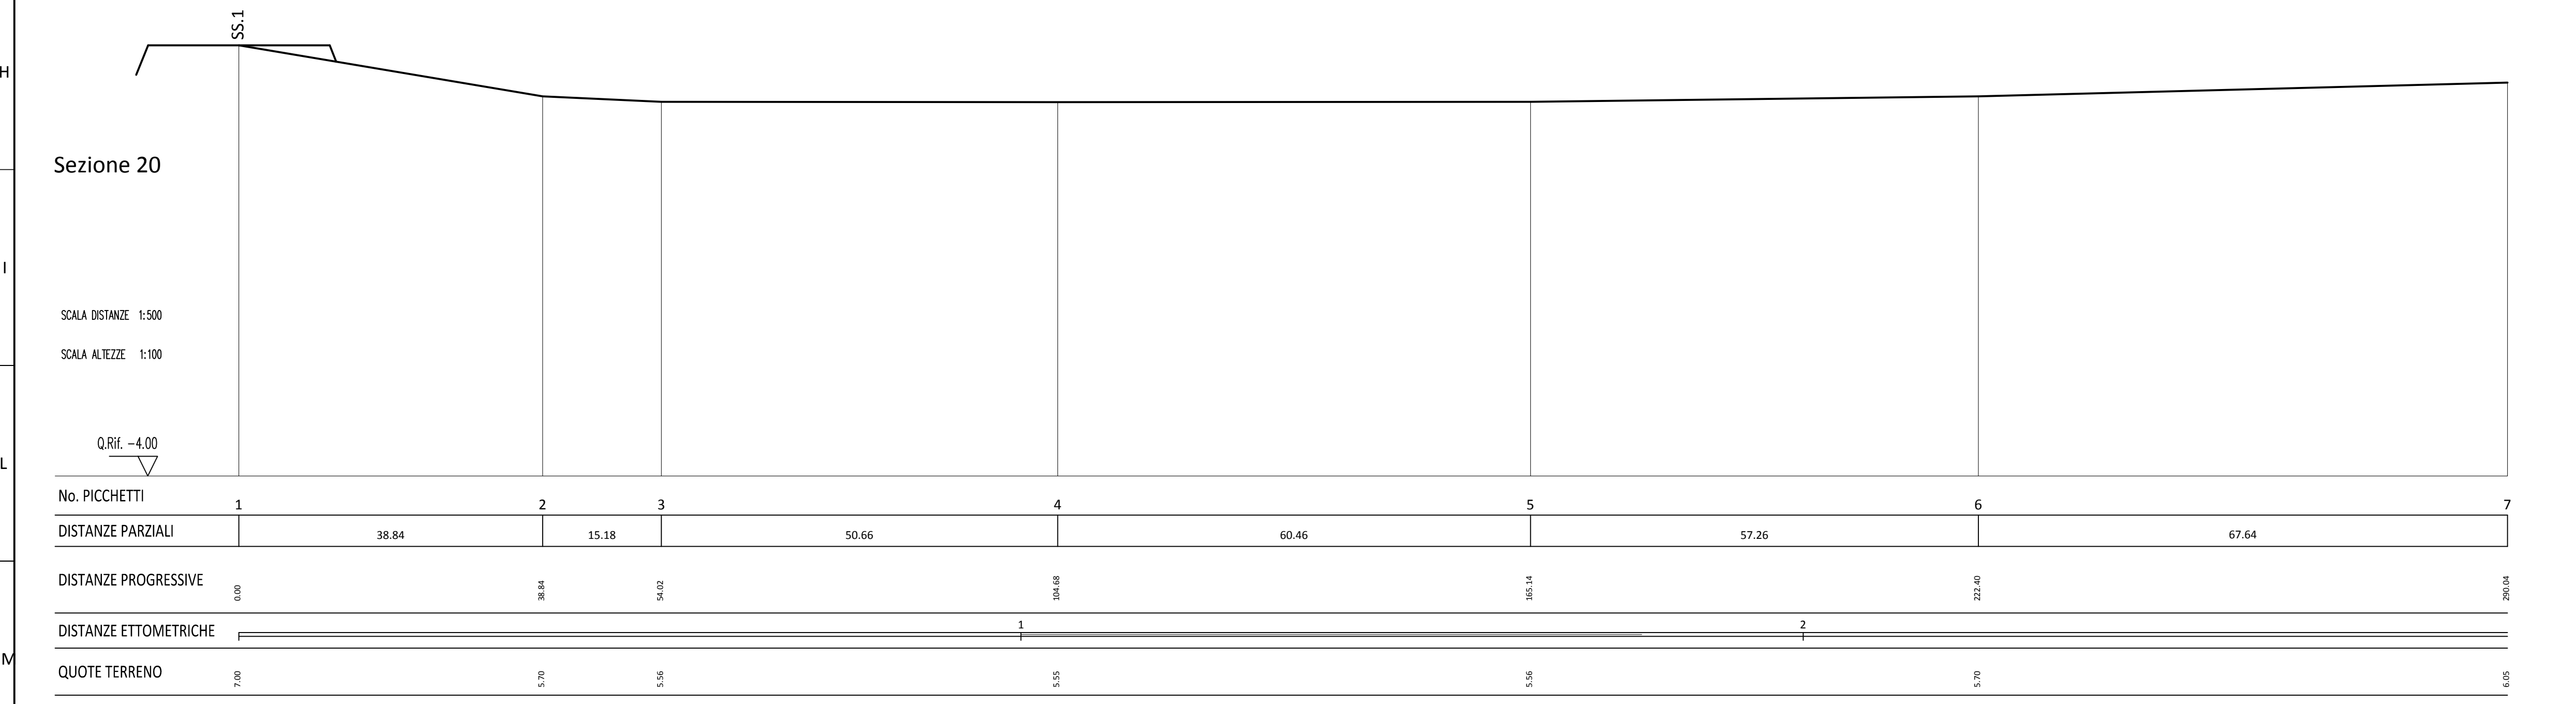 SS.1
H
Sezione 20
I
SCALA DISTANZE 1:500
SCALA ALTEZZE 1:100
Q.Rif. −4.00
L
No. PICCHETTI 1 2 3 4 5 6 7
DISTANZE PARZIALI 38.84 15.18 50.66 60.46 57.26 67.64
DISTANZE PROGRESSIVE 0.00 38.84 54.02 104.68 165.14 222.40 290.04
DISTANZE ETTOMETRICHE 1 2
M
QUOTE TERRENO 7.00 5.70 5.56 5.55 5.56 5.70 6.05